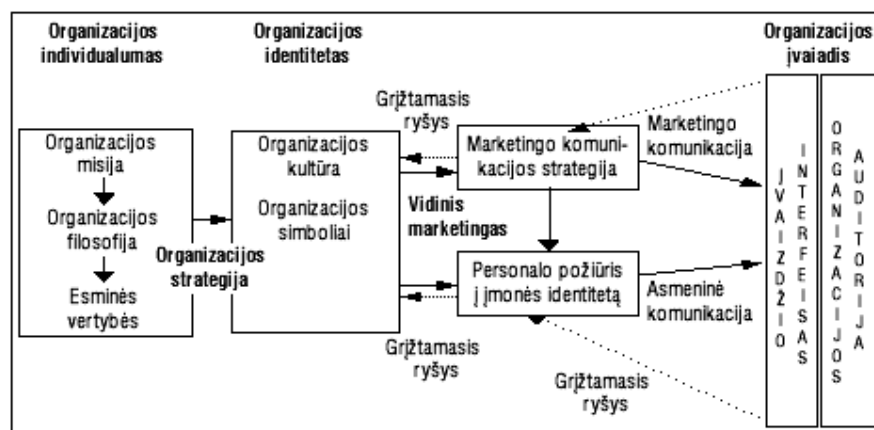 Organizacijos
individualumas
Organizacijos
identitetas
Organizacijos
įvaiadis
Organizacijos
misija
Organizacijos
filosofija
Esminės
vertybės
Organizacijos
strategija
Organizacijos
kultūra
Organizacijos
simboliai
Grįžtamasis
ryšys
Marketingo komuni-
kacijos strategija
Vidinis
marketingas
Personalo požiūris
į įmonės identitetą
Grįžtamasis
ryšys
Marketingo
komunikacija
Asmeninė
komunikacija
Grįžtamasis
ryšys
ĮVAIZDŽIO
INTERFEISAS
ORGANIZACIJOS
AUDITORIJA